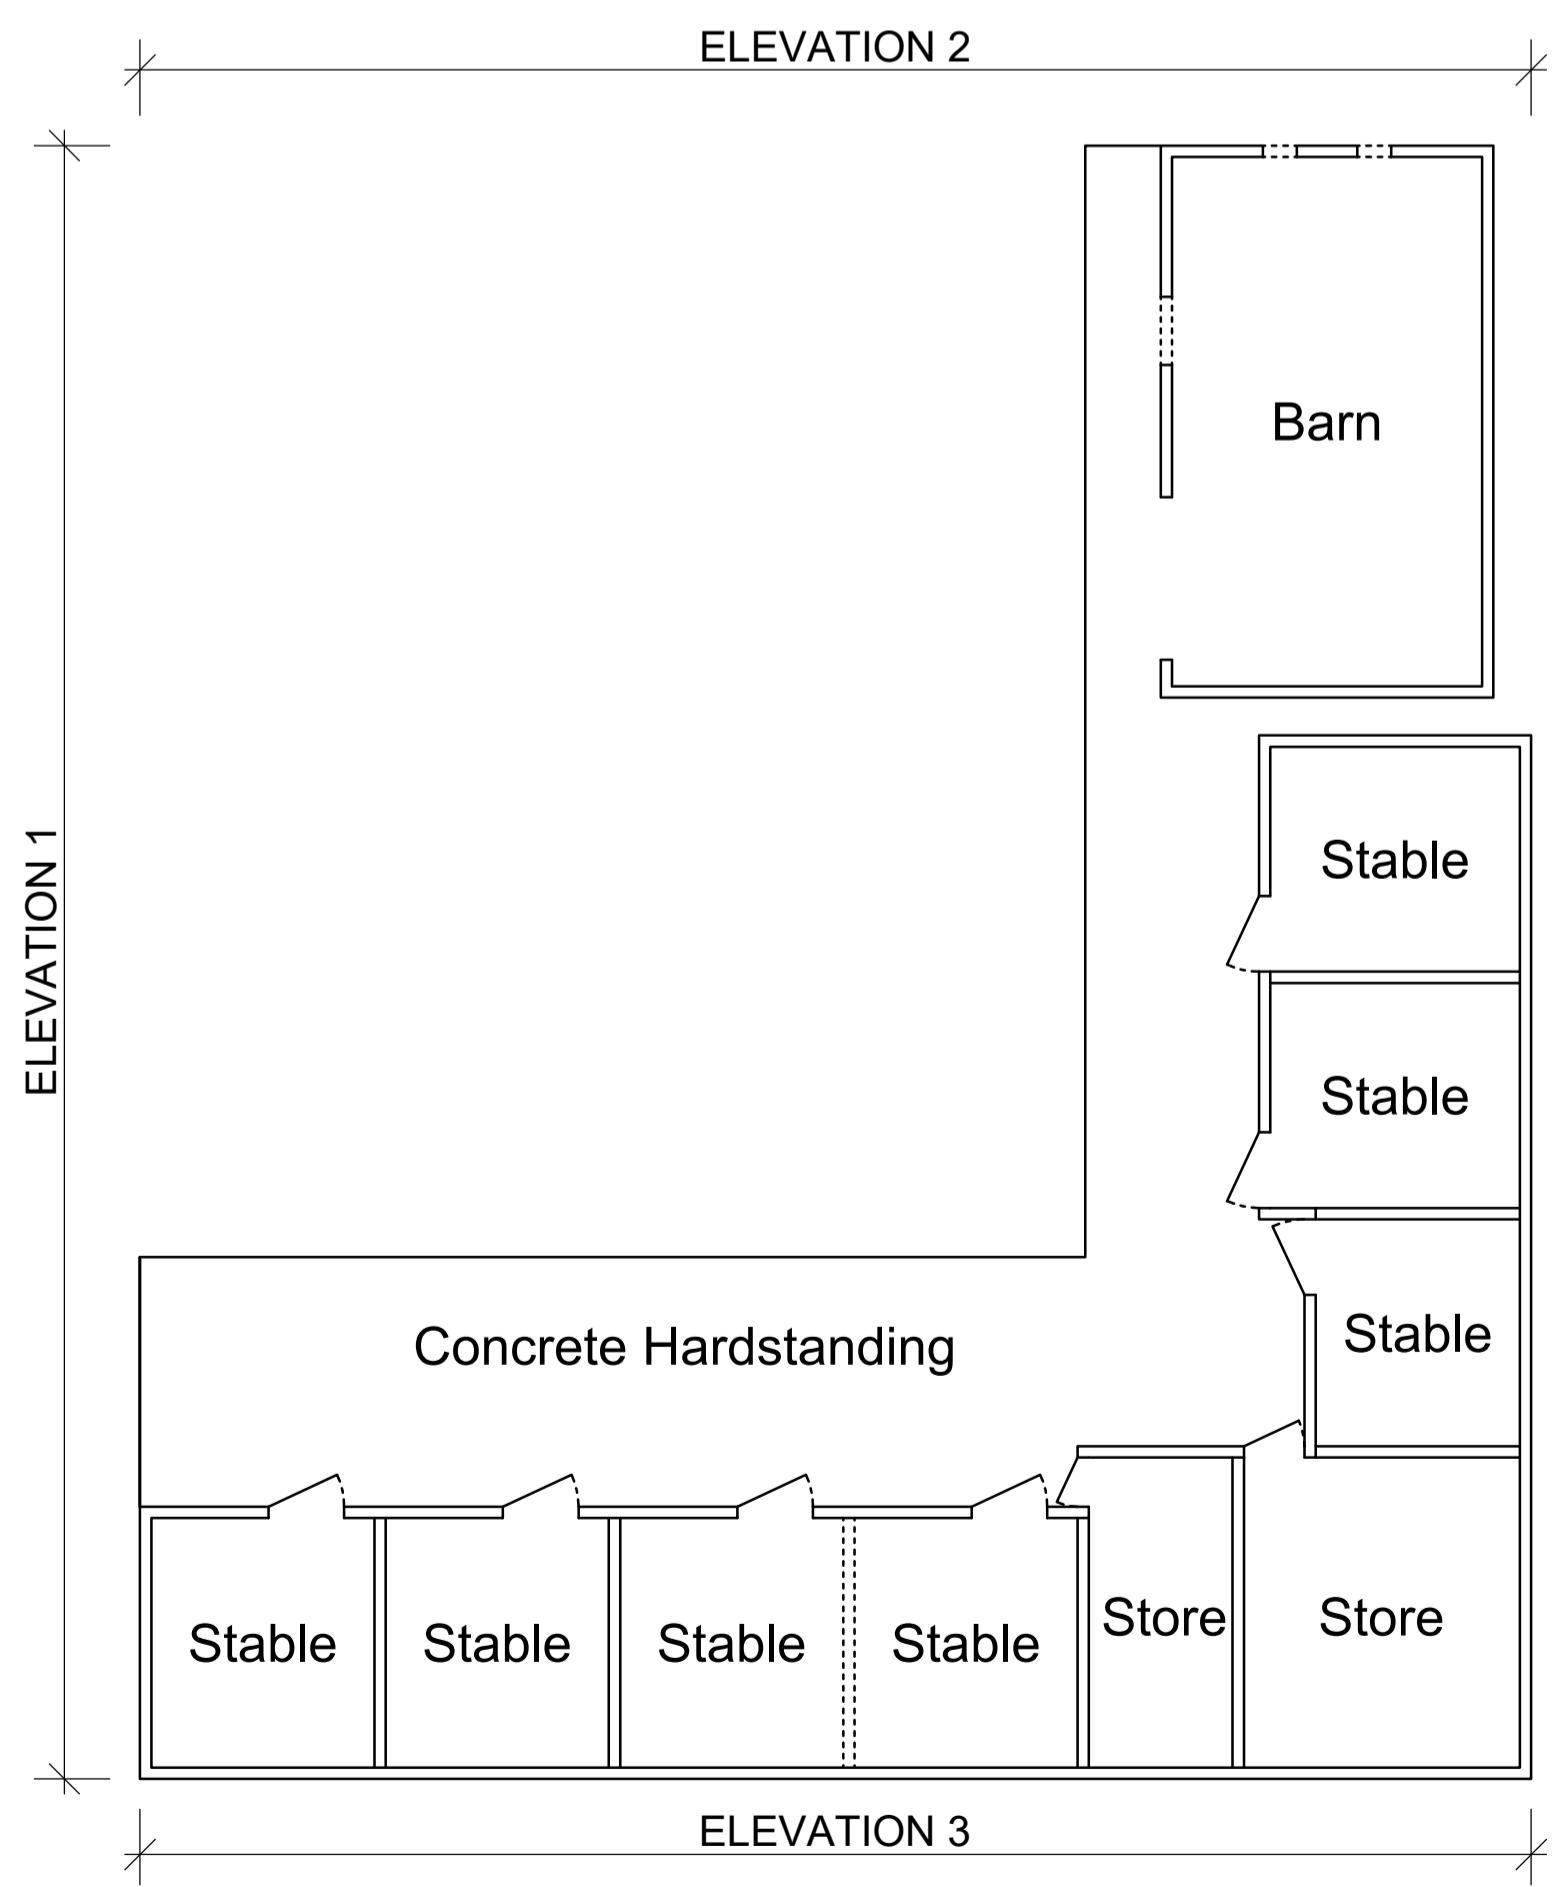 ELEVATION 2
Barn
Stable
ELEVATION 1
Stable
Stable
Concrete Hardstanding
Store
Store
Stable
Stable
Stable
Stable
ELEVATION 3